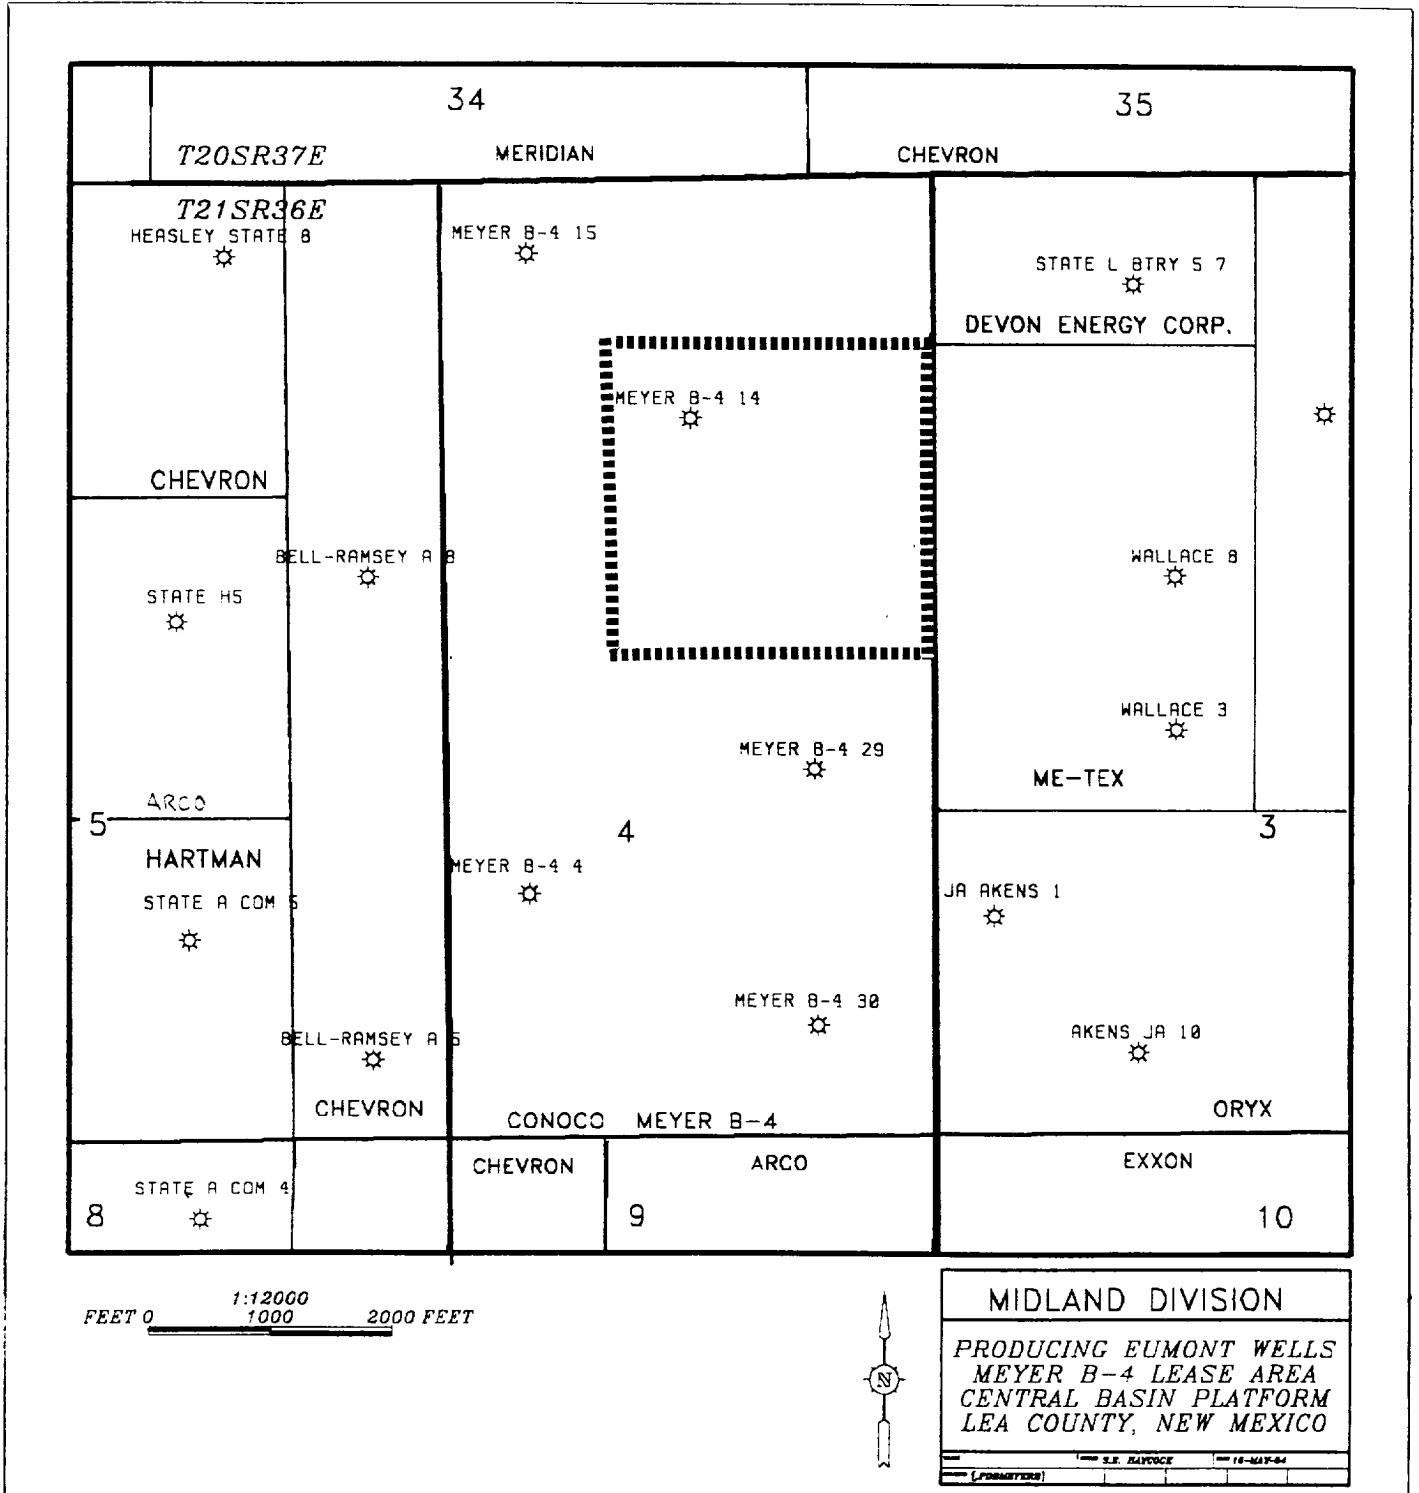 34
35
T20SR37E
MERIDIAN
CHEVRON
T21SR36E
HEASLEY STATE 8
MEYER B-4 15
STATE L BTRY 5 7
DEVON ENERGY CORP.
MEYER B-4 14
CHEVRON
BELL-RAMSEY A 8
WALLACE 8
STATE H5
WALLACE 3
MEYER B-4 29
ME-TEX
ARCO
5
4
3
HARTMAN
MEYER B-4 4
STATE A COM 5
JA AKENS 1
MEYER B-4 30
AKENS JA 10
BELL-RAMSEY A 6
CHEVRON
CONOCO MEYER B-4
ORYX
CHEVRON
ARCO
EXXON
STATE A COM 4
8
9
10
1:12000
FEET 0 1000 2000 FEET
N
MIDLAND DIVISION
PRODUCING EUMONT WELLS
MEYER B-4 LEASE AREA
CENTRAL BASIN PLATFORM
LEA COUNTY, NEW MEXICO
S.E. HAYCOCK